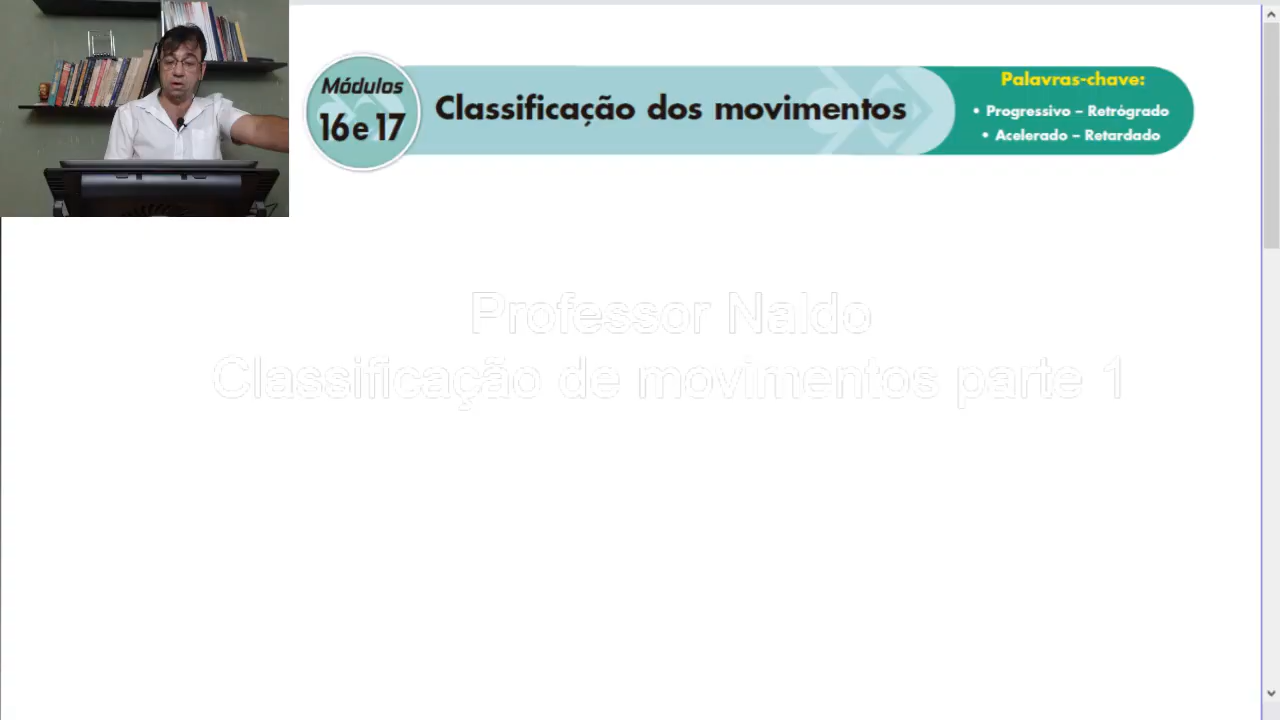 Módulos
16 e 17
Classificação dos movimentos
Palavras-chave:
• Progressivo – Retrógrado
• Acelerado – Retardado
Professor Naldo
Classificação de movimentos parte 1